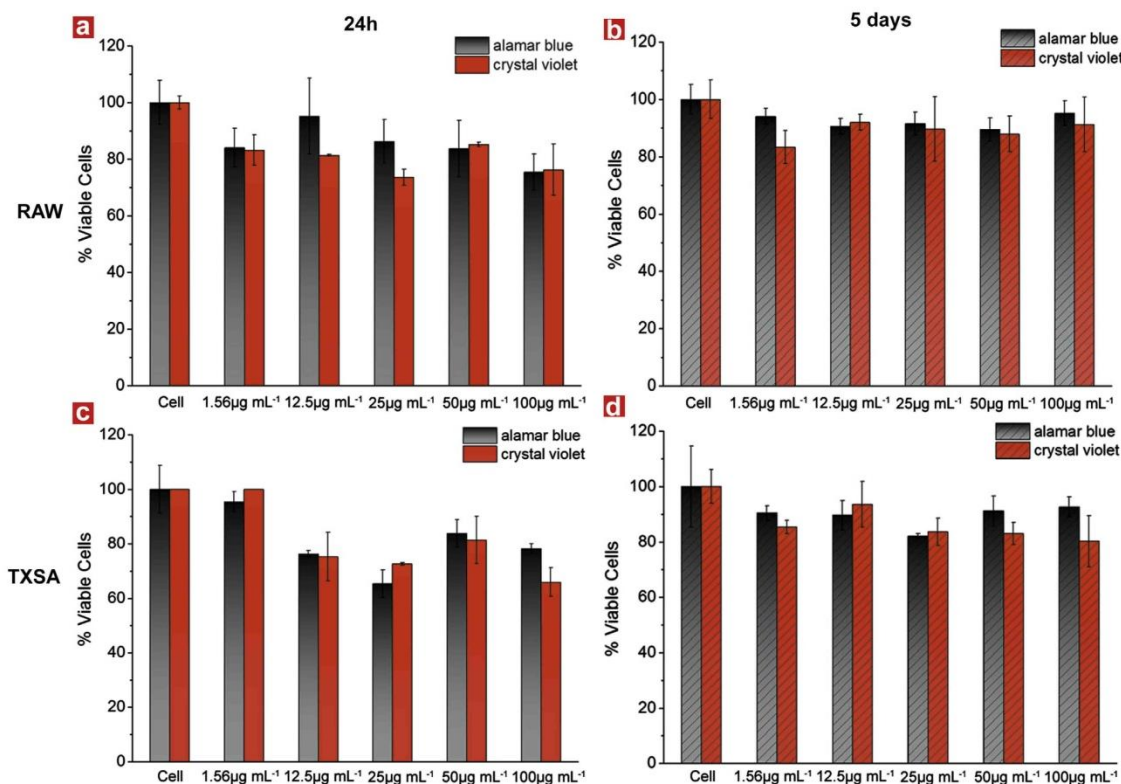 24h
5 days
a
alamar blue
crystal violet
120
100
80
60
40
20
0
% Viable Cells
RAW
Cell 1.56µg mL⁻¹ 12.5µg mL⁻¹ 25µg mL⁻¹ 50µg mL⁻¹ 100µg mL⁻¹
b
alamar blue
crystal violet
120
100
80
60
40
20
0
% Viable Cells
Cell 1.56µg mL⁻¹ 12.5µg mL⁻¹ 25µg mL⁻¹ 50µg mL⁻¹ 100µg mL⁻¹
c
alamar blue
crystal violet
120
100
80
60
40
20
0
% Viable Cells
TXSA
Cell 1.56µg mL⁻¹ 12.5µg mL⁻¹ 25µg mL⁻¹ 50µg mL⁻¹ 100µg mL⁻¹
d
alamar blue
crystal violet
120
100
80
60
40
20
0
% Viable Cells
Cell 1.56µg mL⁻¹ 12.5µg mL⁻¹ 25µg mL⁻¹ 50µg mL⁻¹ 100µg mL⁻¹